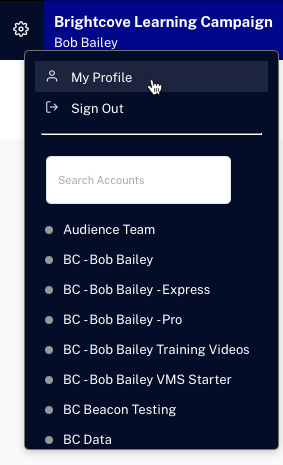 Brightcove Learning Campaign
Bob Bailey
My Profile
Sign Out
Search Accounts
Audience Team
BC - Bob Bailey
BC - Bob Bailey - Express
BC - Bob Bailey - Pro
BC - Bob Bailey Training Videos
BC - Bob Bailey VMS Starter
BC Beacon Testing
BC Data